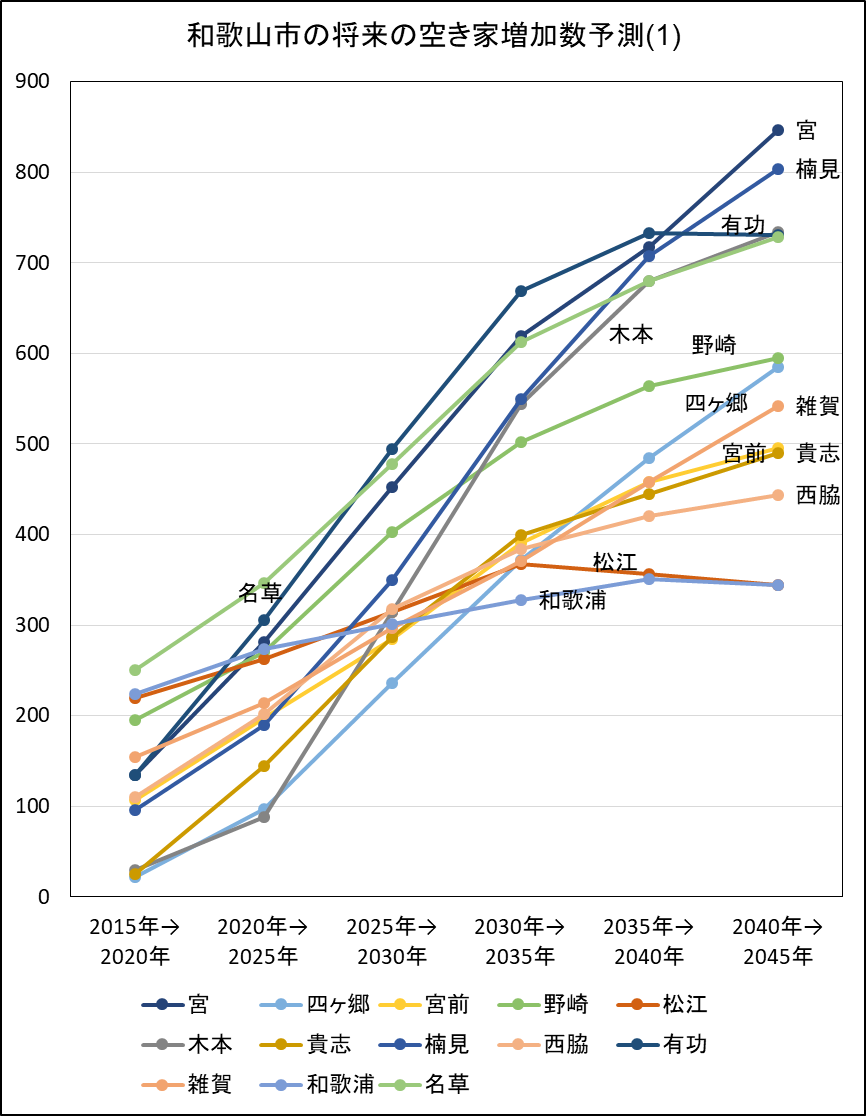 和歌山市の将来の空き家増加数予測(1)
900
800
700
600
500
400
300
200
100
0
宮
楠見
有功
木本
野崎
四ヶ郷
雑賀
宮前
貴志
西脇
松江
名草
和歌浦
2015年→
2020年
2020年→
2025年
2025年→
2030年
2030年→
2035年
2035年→
2040年
2040年→
2045年
宮 四ヶ郷 宮前 野崎 松江
木本 貴志 楠見 西脇 有功
雑賀 和歌浦 名草